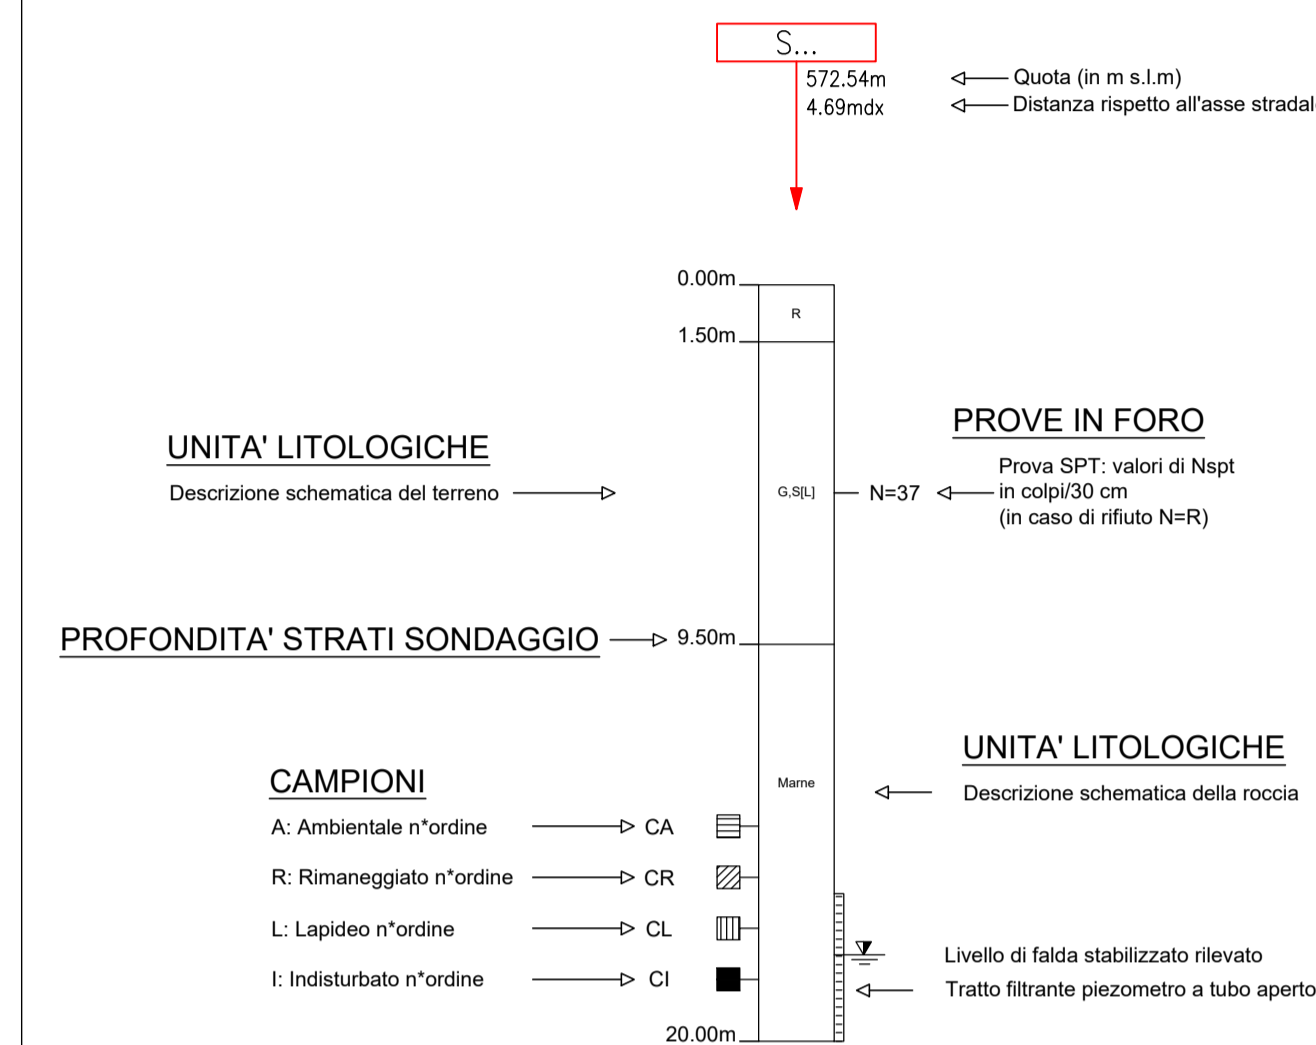 S...
572.54m
Quota (in m s.l.m)
4.69mdx
Distanza rispetto all'asse stradal
0.00m
R
1.50m
UNITA' LITOLOGICHE
Descrizione schematica del terreno
G,S[L]
N=37
PROVE IN FORO
Prova SPT: valori di Nspt
in colpi/30 cm
(in caso di rifiuto N=R)
PROFONDITA' STRATI SONDAGGIO
9.50m
UNITA' LITOLOGICHE
Marne
Descrizione schematica della roccia
CAMPIONI
A: Ambientale n*ordine
CA
R: Rimaneggiato n*ordine
CR
L: Lapideo n*ordine
CL
I: Indisturbato n*ordine
CI
Livello di falda stabilizzato rilevato
Tratto filtrante piezometro a tubo aperto
20.00m